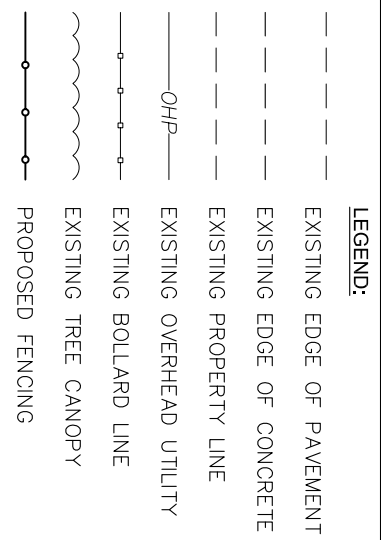 LEGEND:
EXISTING EDGE OF PAVEMENT
EXISTING EDGE OF CONCRETE
EXISTING PROPERTY LINE
OHP EXISTING OVERHEAD UTILITY
EXISTING BOLLARD LINE
EXISTING TREE CANOPY
PROPOSED FENCING